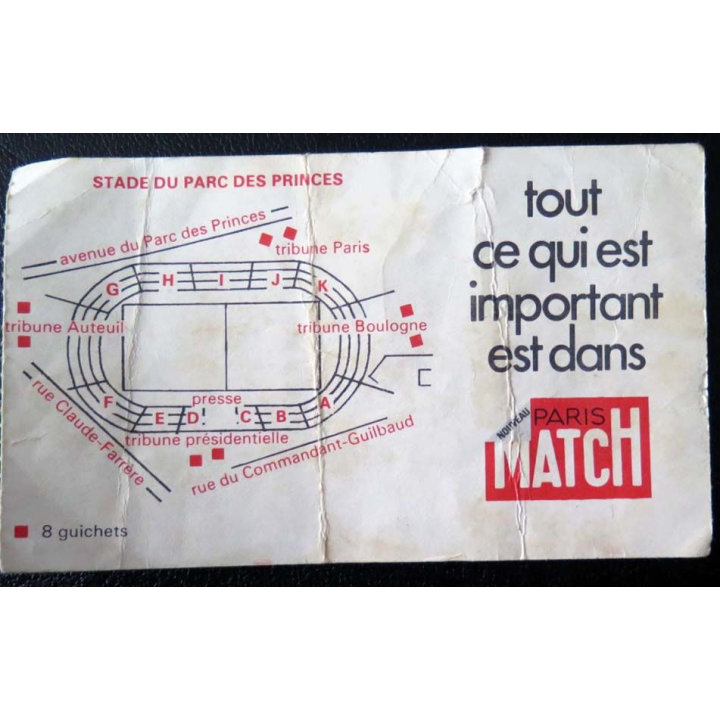 STADE DU PARC DES PRINCES
avenue du Parc des Princes
tribune Paris
G H I J K
tribune Auteuil
tribune Boulogne
F E D C B A
presse
tribune présidentielle
rue Claude-Farrère
rue du Commandant-Guilbaud
8 guichets
tout
ce qui est
important
est dans
NOUVEAU
PARIS
MATCH